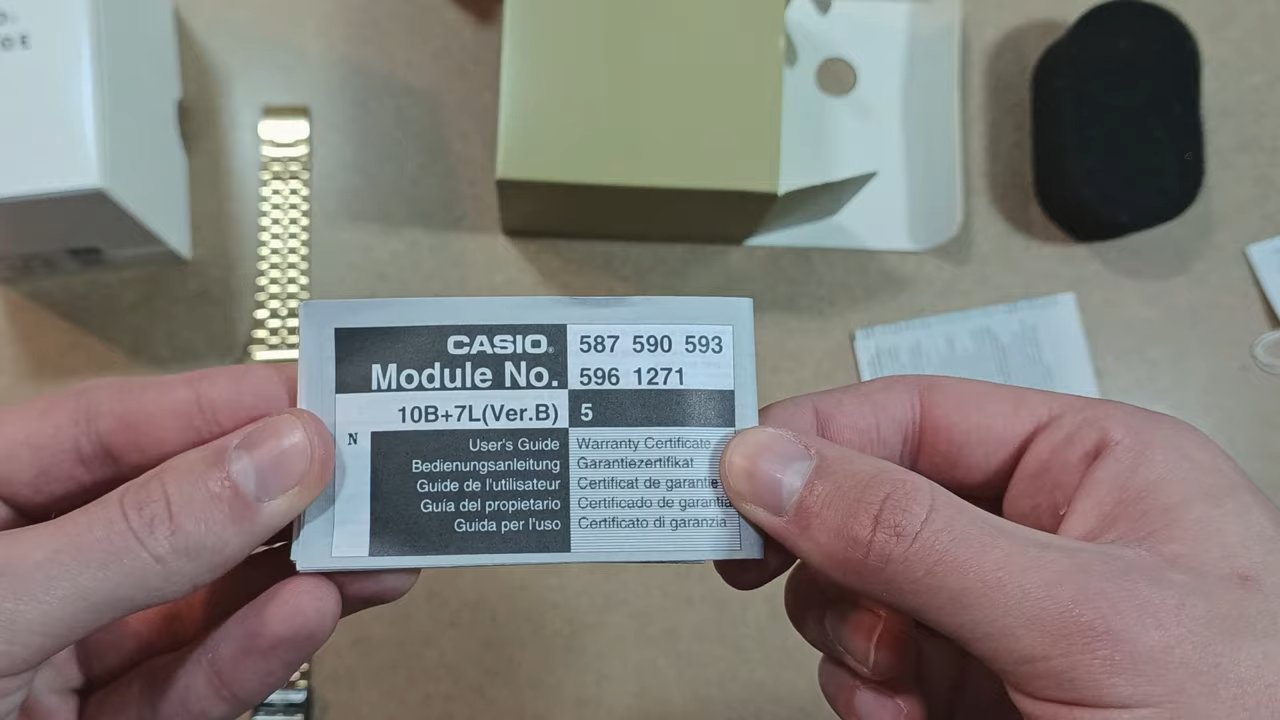 CASIO®
587 590 593
Module No.
596 1271
10B+7L(Ver.B)
5
N
User's Guide
Warranty Certificate
Bedienungsanleitung
Garantiezertifikat
Guide de l'utilisateur
Certificat de garantie
Guía del propietario
Certificado de garantía
Guida per l'uso
Certificato di garanzia